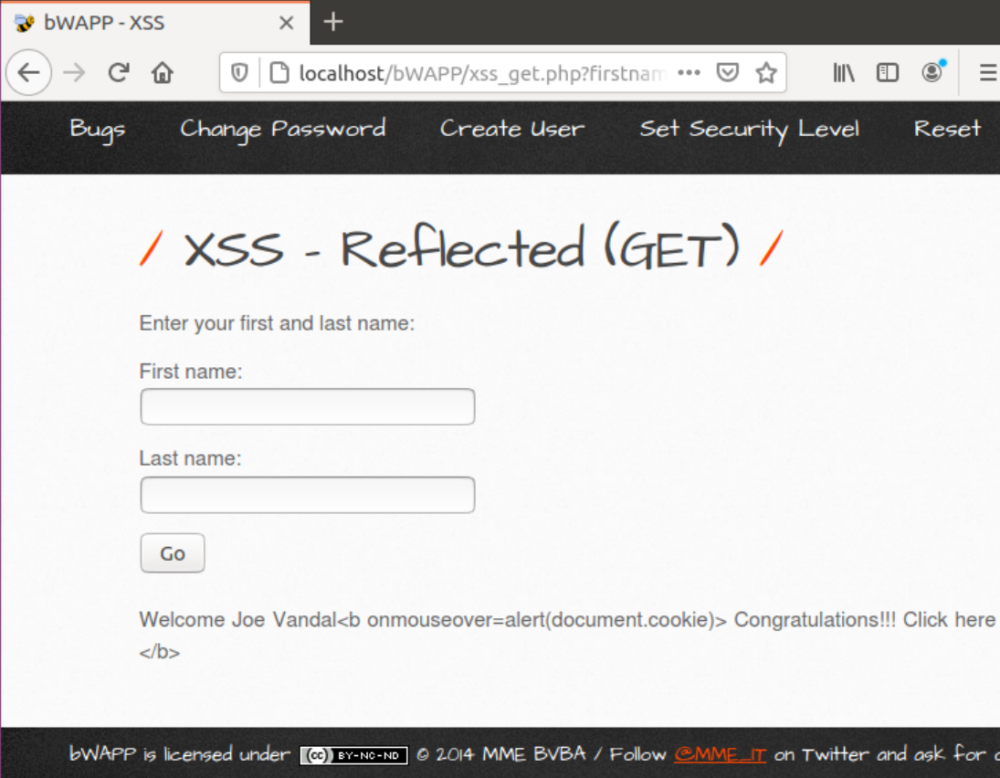 bWAPP - XSS
localhost/bWAPP/xss_get.php?firstnam
Bugs Change Password Create User Set Security Level Reset
/ XSS - Reflected (GET) /
Enter your first and last name:
First name:
Last name:
Go
Welcome Joe Vandal<b onmouseover=alert(document.cookie)> Congratulations!!! Click here
</b>
bWAPP is licensed under (cc) BY-NC-ND © 2014 MME BVBA / Follow @MME_IT on Twitter and ask for